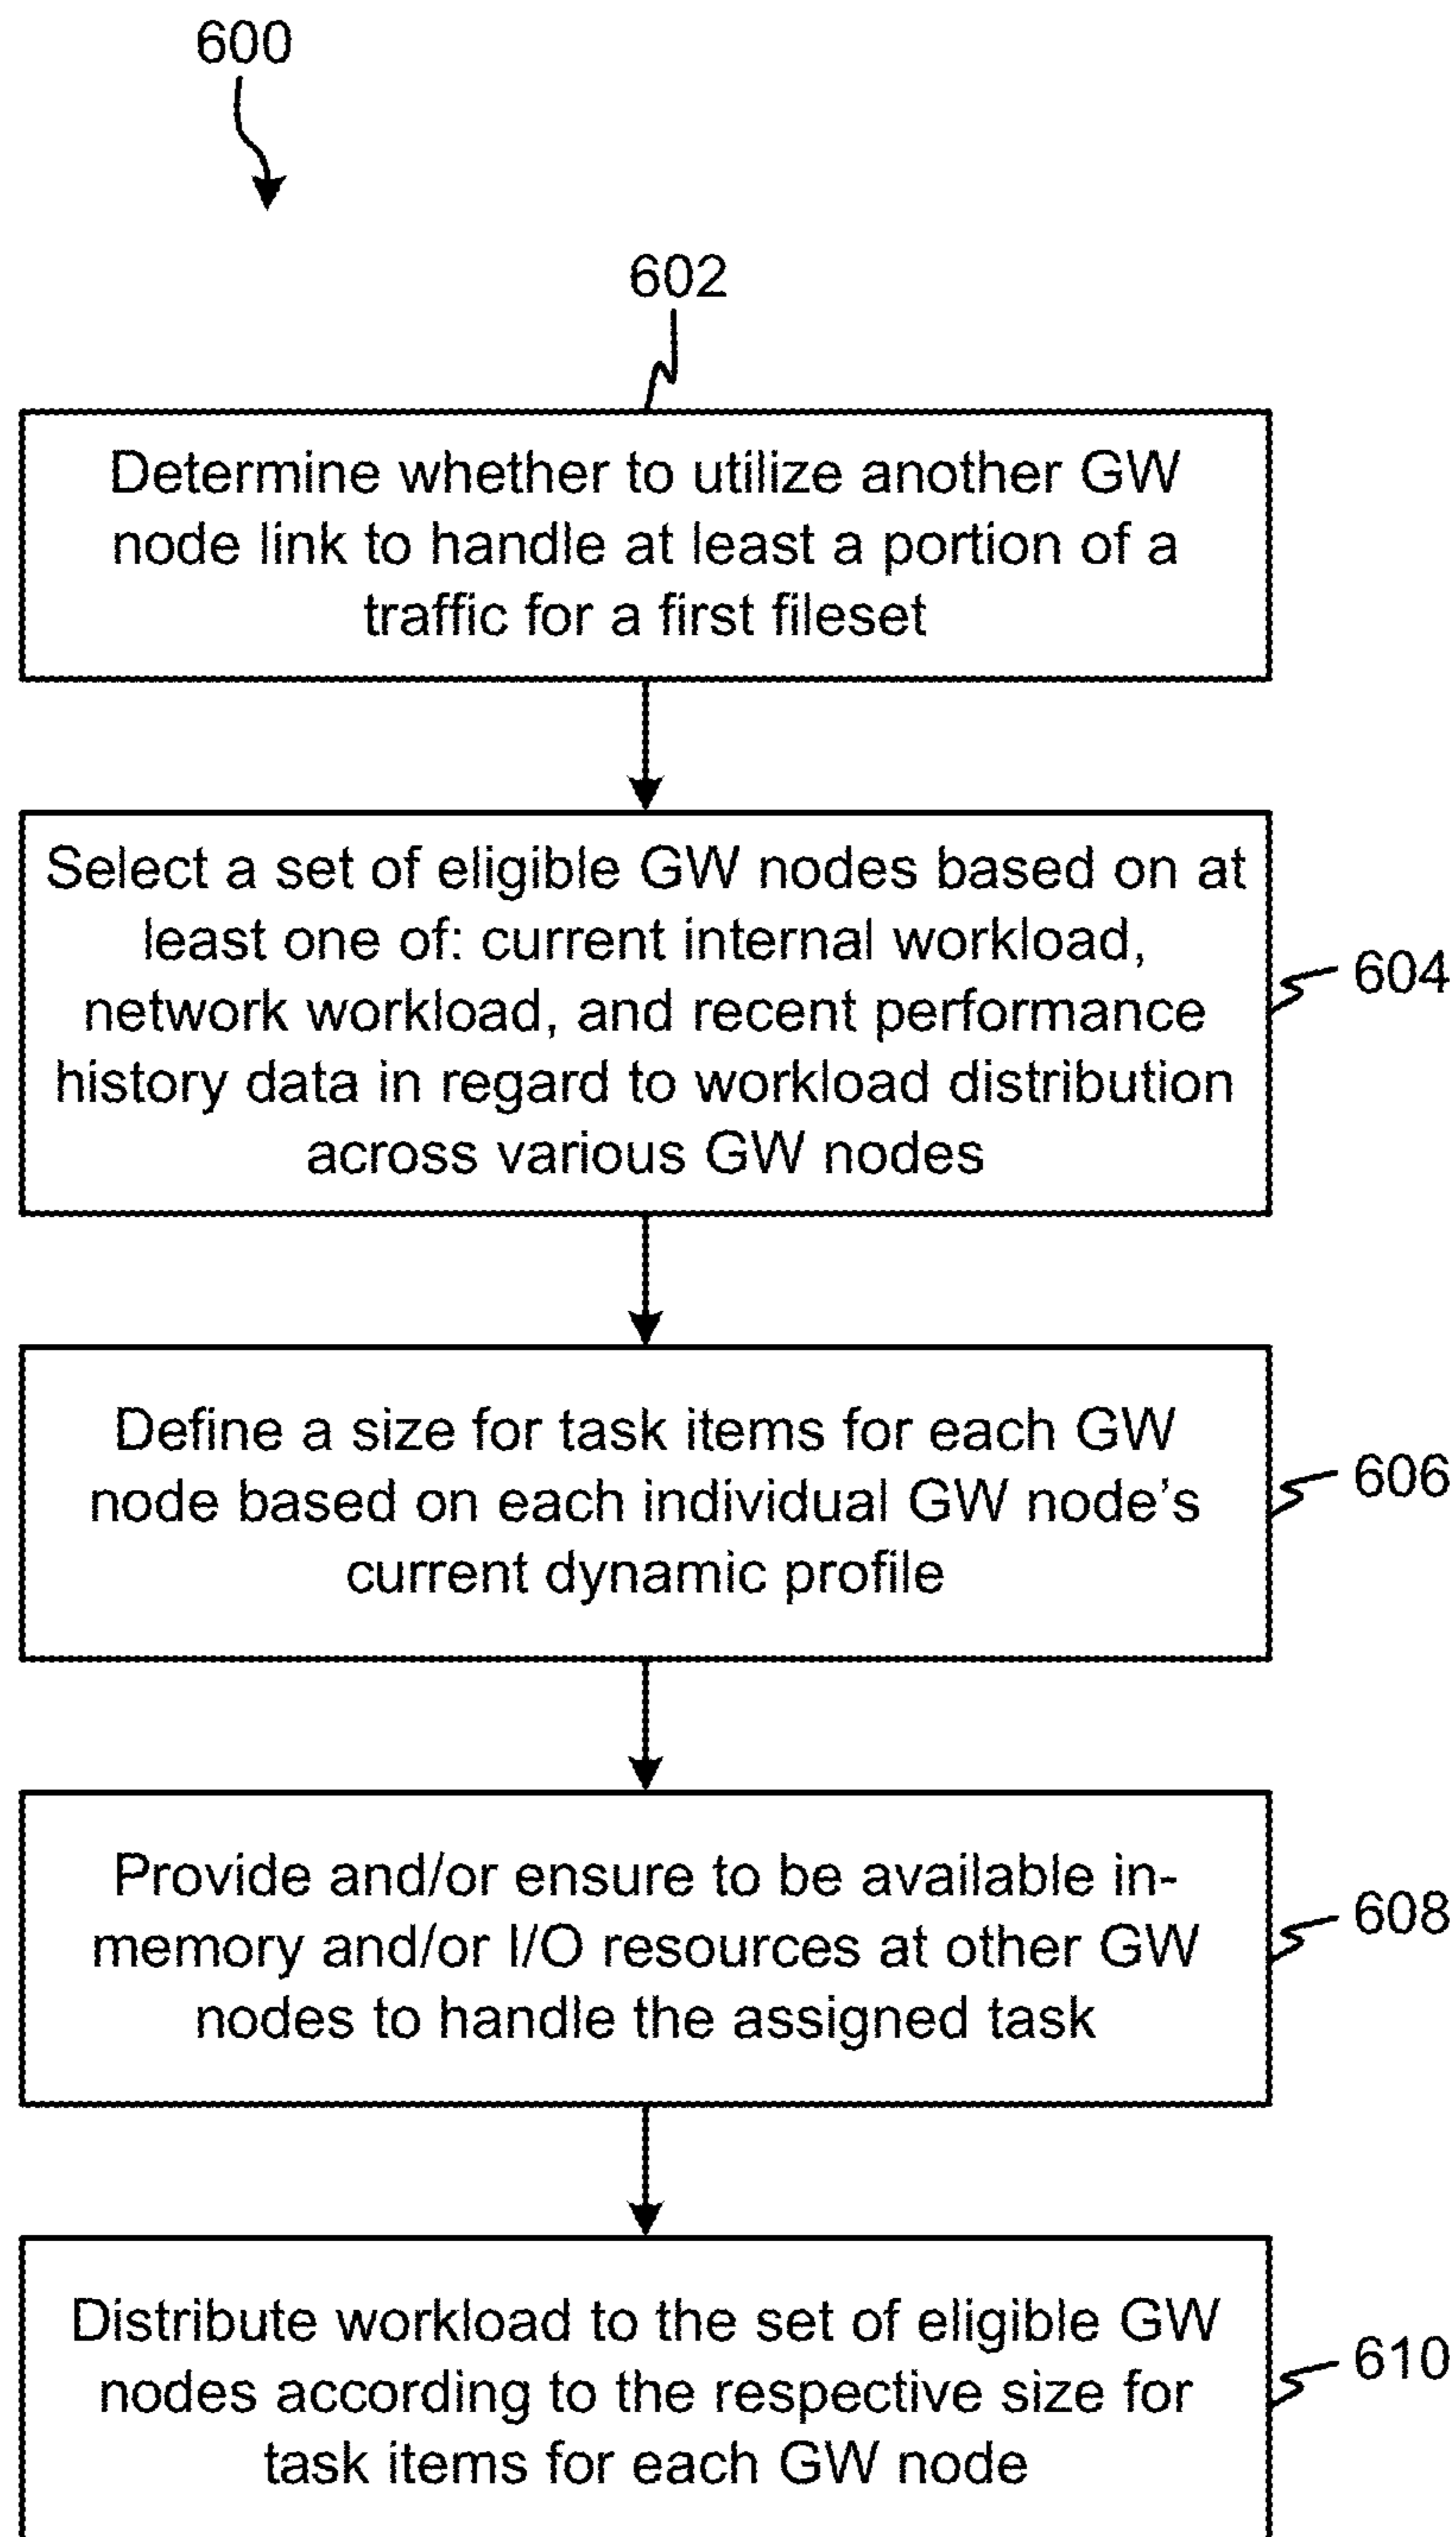 600
602
Determine whether to utilize another GW
node link to handle at least a portion of a
traffic for a first fileset
Select a set of eligible GW nodes based on at
least one of: current internal workload,
network workload, and recent performance
history data in regard to workload distribution
across various GW nodes
604
Define a size for task items for each GW
node based on each individual GW node's
current dynamic profile
606
Provide and/or ensure to be available in-
memory and/or I/O resources at other GW
nodes to handle the assigned task
608
Distribute workload to the set of eligible GW
nodes according to the respective size for
task items for each GW node
610